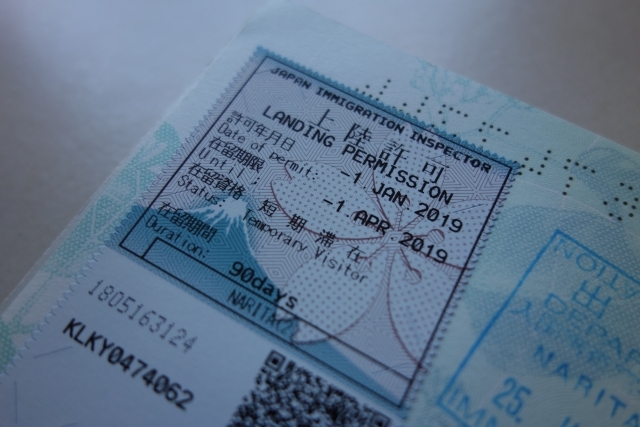 JAPAN IMMIGRATION INSPECTOR
上陸許可
LANDING PERMISSION
許可年月日
Date of permit: -1.JAN.2019
在留期限
Until: -1.APR.2019
在留資格 短期滞在
Status: Temporary Visitor
在留期間
Duration: 90days
NARITA
1805163124
KLKY0474062
出
DEPAR
NARITA
25.